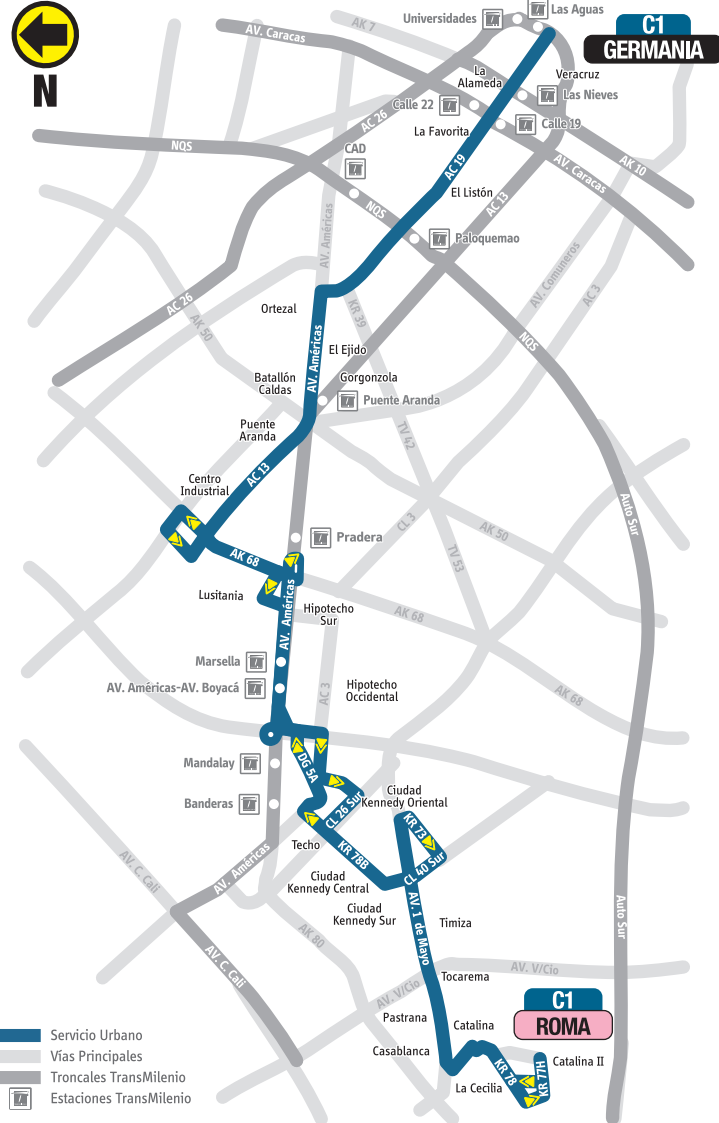 Universidades
Las Aguas
C1
GERMANIA
AK 7
AV. Caracas
N
La
Alameda
Veracruz
Las Nieves
Calle 22
Calle 19
La Favorita
AC 26
NQS
CAD
AC 19
AV. Caracas
AK 10
El Listón
AC 13
NQS
AV. Américas
Paloquemao
AV. Comuneros
AC 3
AC 26
AK 50
Ortezal
KR 39
NQS
AV. Américas
El Ejido
Batallón
Caldas
Gorgonzola
Puente Aranda
Puente
Aranda
TV 42
AC 13
Centro
Industrial
Auto Sur
CL 3
AK 50
Pradera
TV 53
AK 68
Lusitania
AV. Américas
Hipotecho
Sur
AK 68
Marsella
AV. Américas-AV. Boyacá
AC 3
Hipotecho
Occidental
AK 68
Mandalay
DG 5A
Banderas
CL 26 Sur
Ciudad
Kennedy Oriental
KR 73
Techo
KR 78B
CL 40 Sur
AV. C. Cali
AV. Américas
Ciudad
Kennedy Central
Ciudad
Kennedy Sur
AV. 1 de Mayo
Timiza
Auto Sur
AK 80
AV. C. Cali
AV. V/Cio
Tocarema
AV. V/Cio
C1
ROMA
Pastrana
Catalina
Casablanca
Catalina II
KR 78
KR 77H
La Cecilia
Servicio Urbano
Vías Principales
Troncales TransMilenio
Estaciones TransMilenio